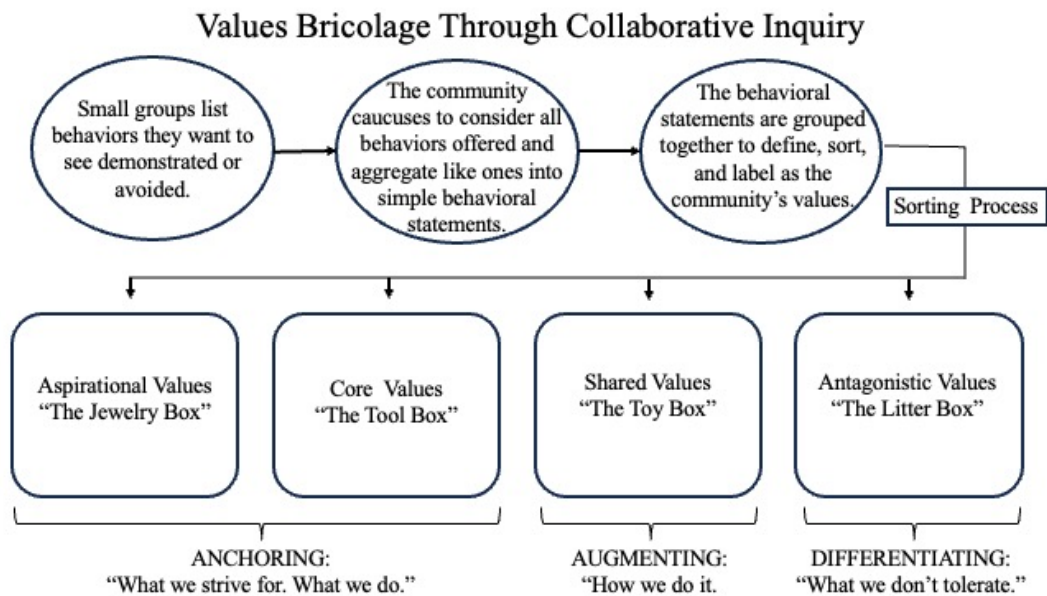 Values Bricolage Through Collaborative Inquiry
Small groups list
behaviors they want to
see demonstrated or
avoided.
The community
caucuses to consider all
behaviors offered and
aggregate like ones into
simple behavioral
statements.
The behavioral
statements are grouped
together to define, sort,
and label as the
community’s values.
Sorting Process
Aspirational Values
“The Jewelry Box”
Core Values
“The Tool Box”
Shared Values
“The Toy Box”
Antagonistic Values
“The Litter Box”
ANCHORING:
“What we strive for. What we do.”
AUGMENTING:
“How we do it.
DIFFERENTIATING:
“What we don’t tolerate.”